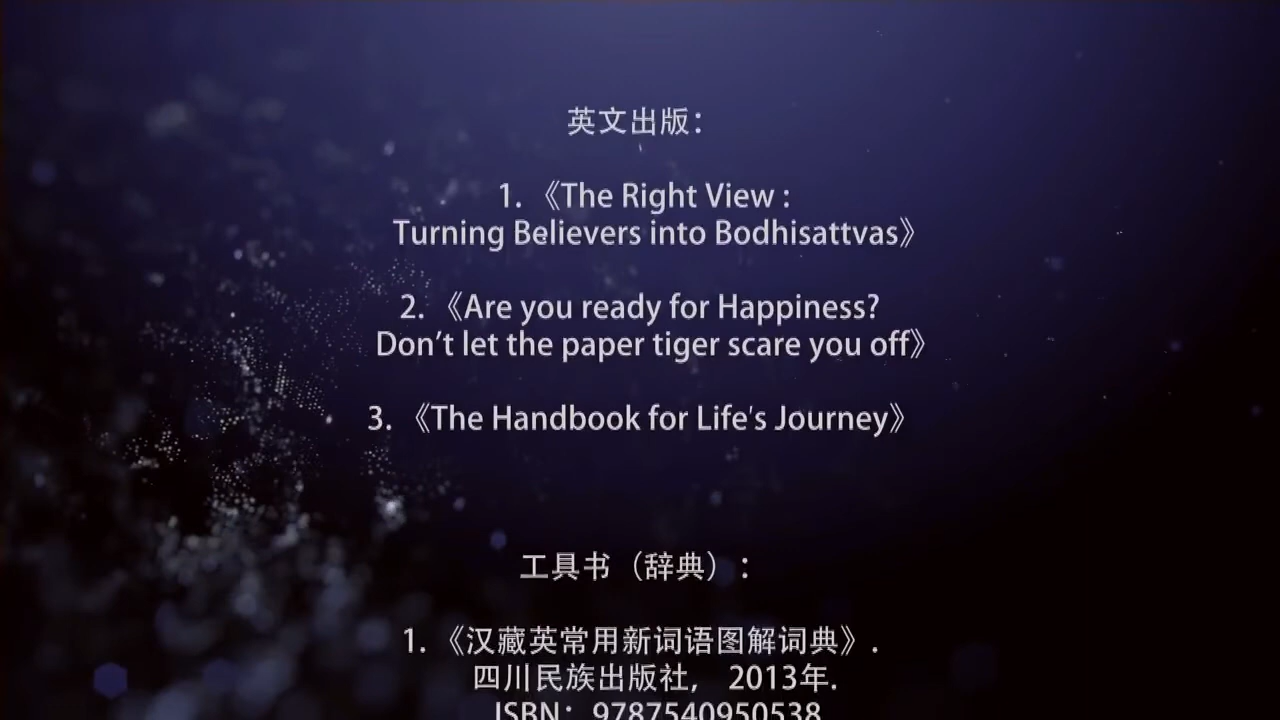 英文出版：
1. 《The Right View :
Turning Believers into Bodhisattvas》
2. 《Are you ready for Happiness?
Don’t let the paper tiger scare you off》
3. 《The Handbook for Life's Journey》
工具书（辞典）：
1. 《汉藏英常用新词语图解词典》.
四川民族出版社， 2013年.
ISBN：9787540950538